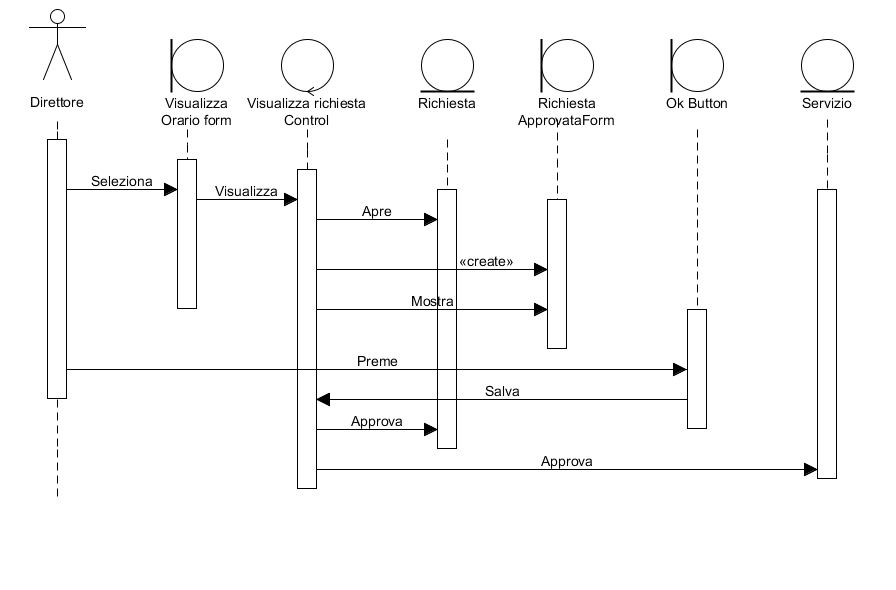 Direttore
Visualizza
Orario form
Visualizza richiesta
Control
Richiesta
Richiesta
ApprovataForm
Ok Button
Servizio
Seleziona
Visualizza
Apre
«create»
Mostra
Preme
Salva
Approva
Approva